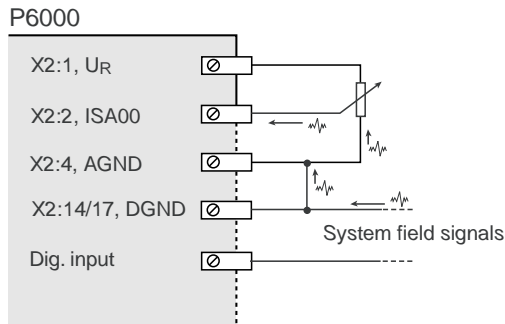 P6000
X2:1, UR
X2:2, ISA00
X2:4, AGND
X2:14/17, DGND
System field signals
Dig. input